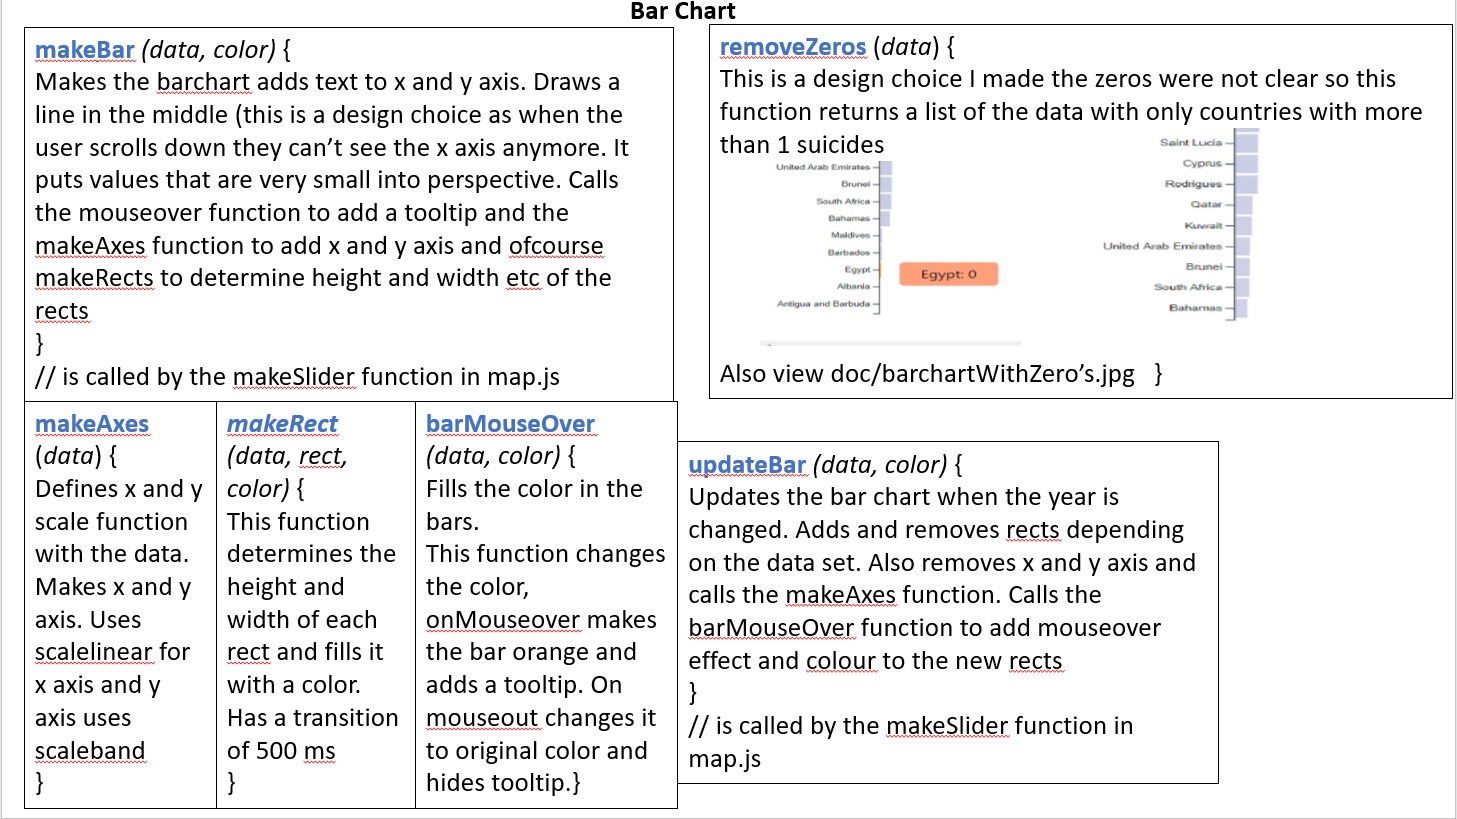 Bar Chart
makeBar (data, color) {
Makes the barchart adds text to x and y axis. Draws a
line in the middle (this is a design choice as when the
user scrolls down they can’t see the x axis anymore. It
puts values that are very small into perspective. Calls
the mouseover function to add a tooltip and the
makeAxes function to add x and y axis and ofcourse
makeRects to determine height and width etc of the
rects
}
// is called by the makeSlider function in map.js
removeZeros (data) {
This is a design choice I made the zeros were not clear so this
function returns a list of the data with only countries with more
than 1 suicides
United Arab Emirates
Brunei
South Africa
Bahamas
Maldives
Barbados
Egypt
Albania
Antigua and Barbuda
Egypt: 0
Saint Lucia
Cyprus
Rodrigues
Qatar
Kuwait
United Arab Emirates
Brunei
South Africa
Bahamas
Also view doc/barchartWithZero’s.jpg }
makeAxes
(data) {
Defines x and y
scale function
with the data.
Makes x and y
axis. Uses
scalelinear for
x axis and y
axis uses
scaleband
}
makeRect
(data, rect,
color) {
This function
determines the
height and
width of each
rect and fills it
with a color.
Has a transition
of 500 ms
}
barMouseOver
(data, color) {
Fills the color in the
bars.
This function changes
the color,
onMouseover makes
the bar orange and
adds a tooltip. On
mouseout changes it
to original color and
hides tooltip.}
updateBar (data, color) {
Updates the bar chart when the year is
changed. Adds and removes rects depending
on the data set. Also removes x and y axis and
calls the makeAxes function. Calls the
barMouseOver function to add mouseover
effect and colour to the new rects
}
// is called by the makeSlider function in
map.js